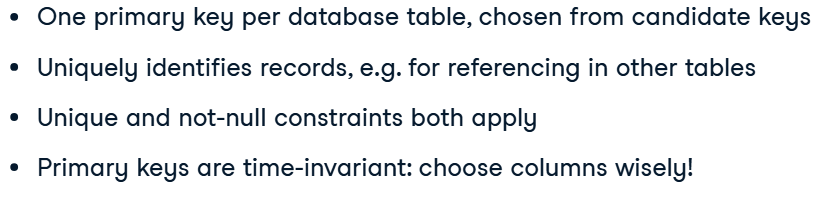 • One primary key per database table, chosen from candidate keys
• Uniquely identifies records, e.g. for referencing in other tables
• Unique and not-null constraints both apply
• Primary keys are time-invariant: choose columns wisely!